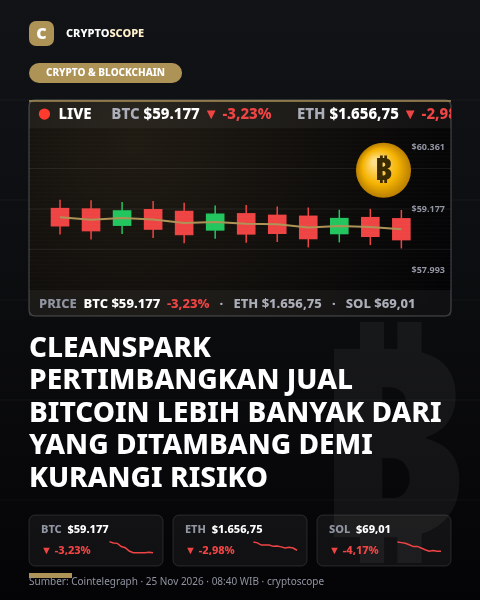 C CRYPTOSCOPE
CRYPTO & BLOCKCHAIN
LIVE BTC $59.177 ▼ -3,23% ETH $1.656,75 ▼ -2,98
$60.361
$59.177
$57.993
PRICE BTC $59.177 -3,23% · ETH $1.656,75 · SOL $69,01
CLEANSPARK
PERTIMBANGKAN JUAL
BITCOIN LEBIH BANYAK DARI
YANG DITAMBANG DEMI
KURANGI RISIKO
BTC $59.177
▼ -3,23%
ETH $1.656,75
▼ -2,98%
SOL $69,01
▼ -4,17%
Sumber: Cointelegraph · 25 Nov 2026 · 08:40 WIB · cryptoscope